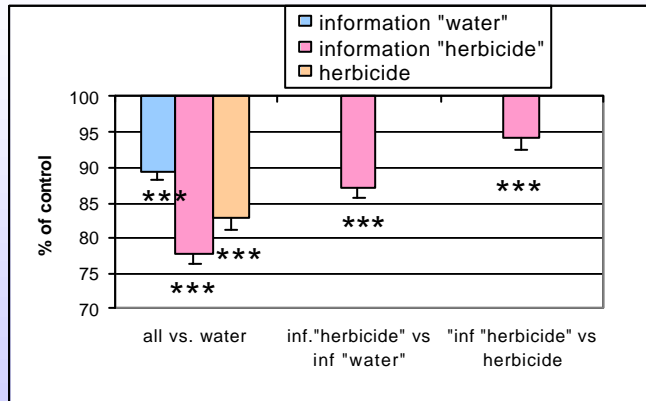 information "water"
information "herbicide"
herbicide
% of control
100
95
90
85
80
75
70
***
***
***
***
***
all vs. water
inf."herbicide" vs
inf "water"
"inf "herbicide" vs
herbicide